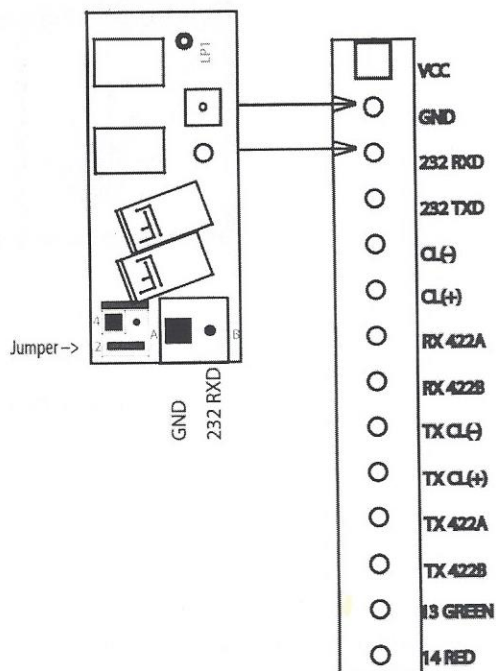 LP1
4
2
A
B
Jumper->
GND
232 RXD
VCC
GND
232 RXD
232 TXD
CL(-)
CL(+)
RX 422A
RX 422B
TX CL(-)
TX CL(+)
TX 422A
TX 422B
13 GREEN
14 RED